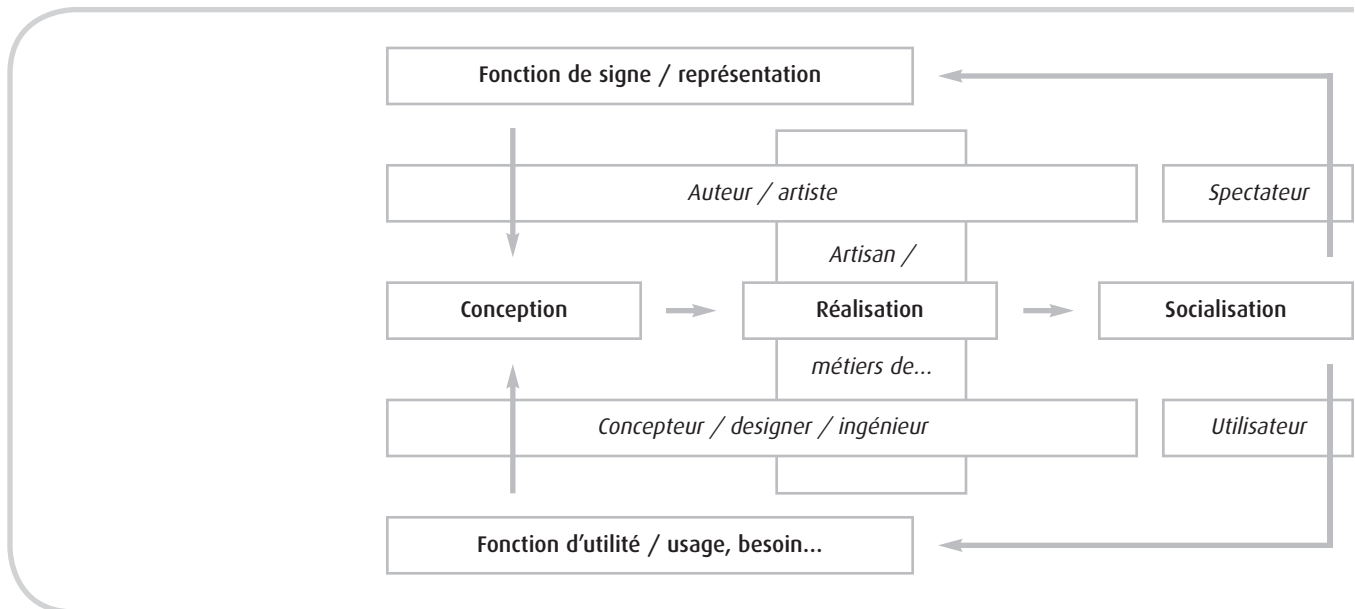 Fonction de signe / représentation
Auteur / artiste
Spectateur
Artisan /
Conception
Réalisation
Socialisation
métiers de...
Concepteur / designer / ingénieur
Utilisateur
Fonction d'utilité / usage, besoin...